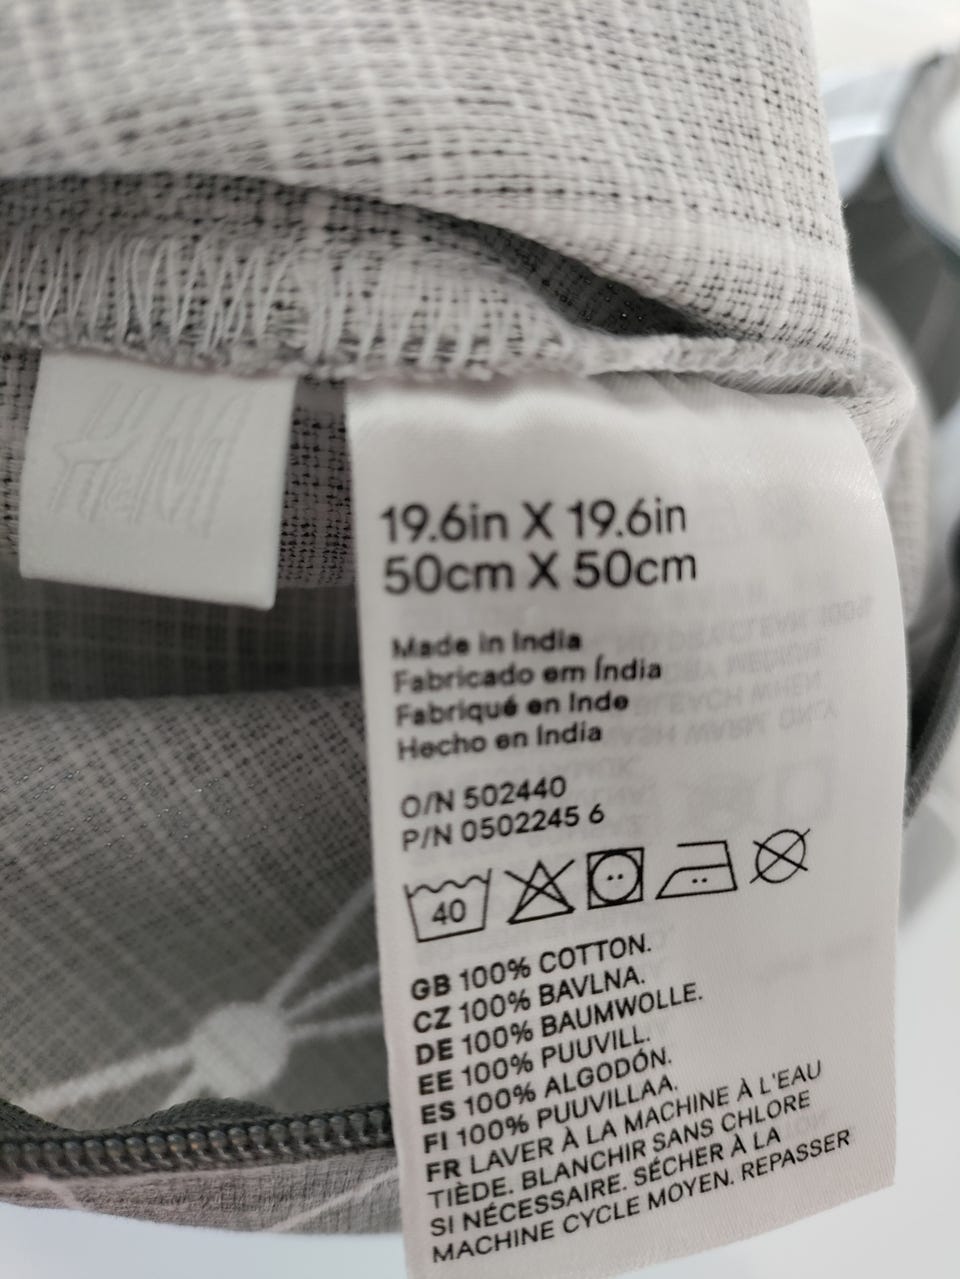 H&M
19.6in X 19.6in
50cm X 50cm
Made in India
Fabricado em Índia
Fabriqué en Inde
Hecho en India
O/N 502440
P/N 0502245 6
40
GB 100% COTTON.
CZ 100% BAVLNA.
DE 100% BAUMWOLLE.
EE 100% PUUVILL.
ES 100% ALGODÓN.
FI 100% PUUVILLAA.
FR LAVER À LA MACHINE À L'EAU
TIÈDE. BLANCHIR SANS CHLORE
SI NÉCESSAIRE. SÉCHER À LA
MACHINE CYCLE MOYEN. REPASSER